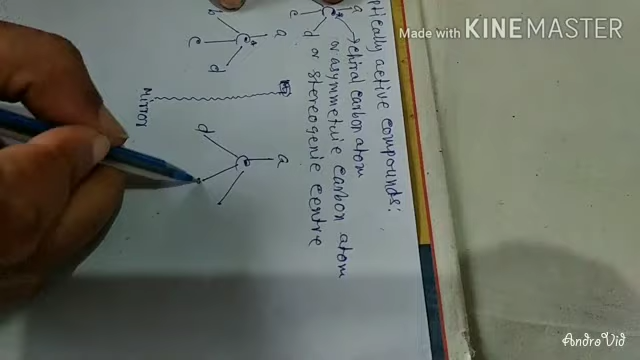 ptically active compounds:
a
c
C*
d
chiral carbon atom
or asymmetric carbon atom
or stereogenic centre
b
a
c
C*
d
Mirror
d
C
a
Made with KINEMASTER
AndroVid